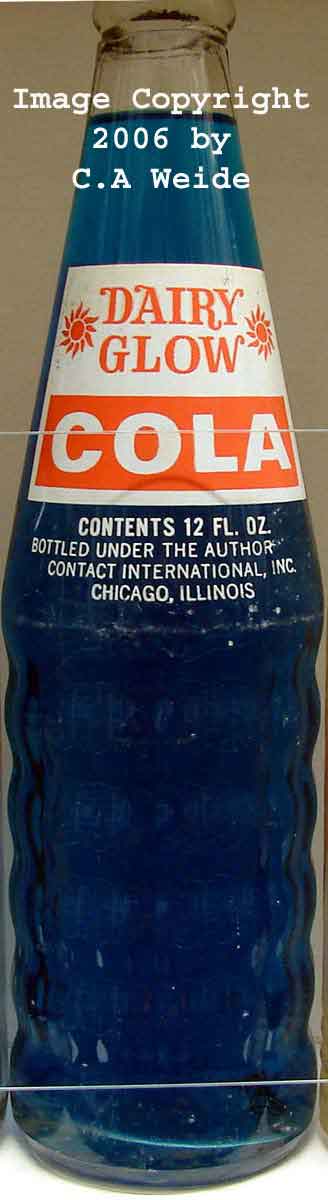 Image Copyright
2006 by
C.A Weide
DAIRY
GLOW
COLA
CONTENTS 12 FL. OZ.
BOTTLED UNDER THE AUTHOR
CONTACT INTERNATIONAL, INC.
CHICAGO, ILLINOIS